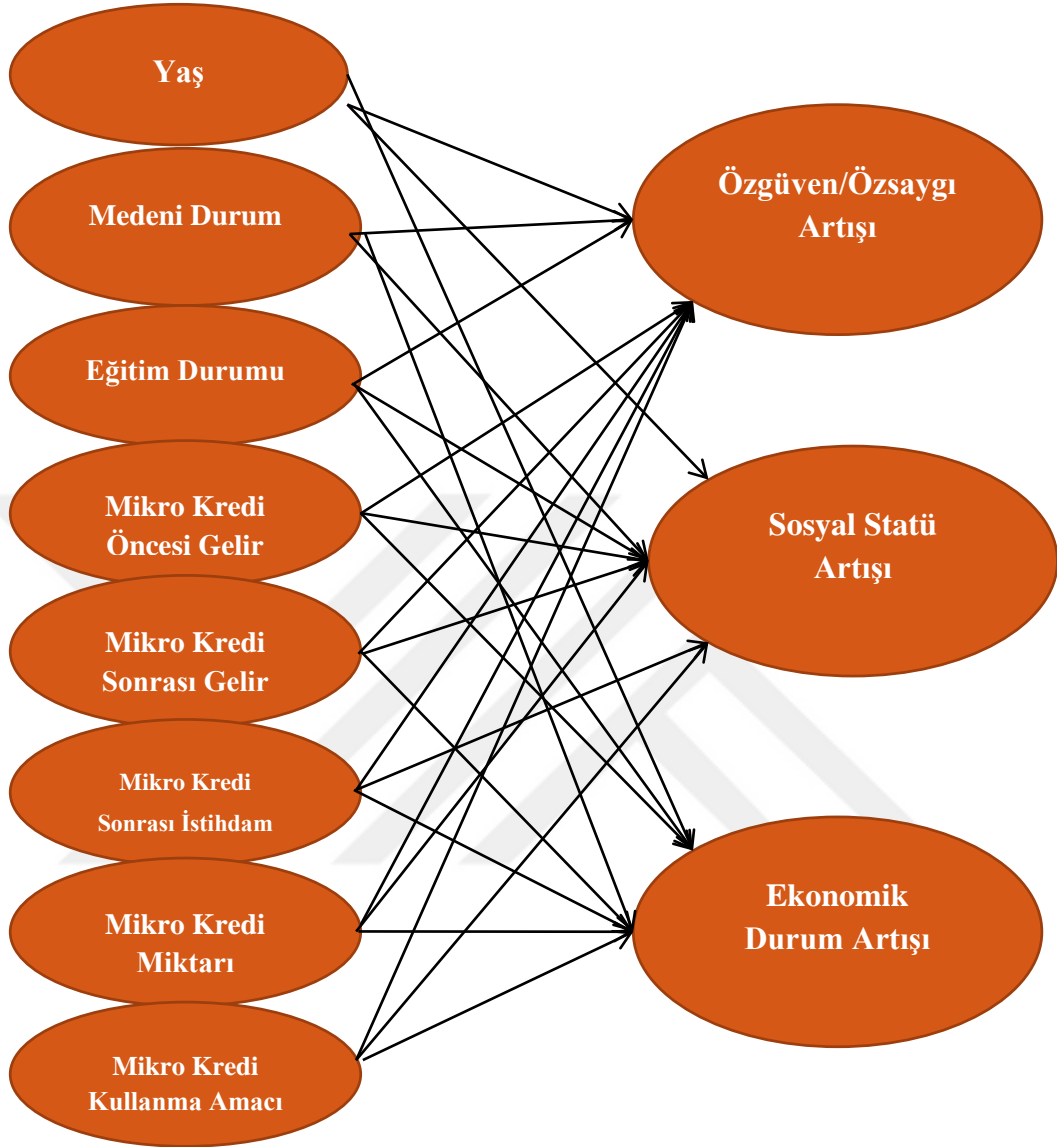 Yaş
Medeni Durum
Eğitim Durumu
Mikro Kredi
Öncesi Gelir
Mikro Kredi
Sonrası Gelir
Mikro Kredi
Sonrası İstihdam
Mikro Kredi
Miktarı
Mikro Kredi
Kullanma Amacı
Özgüven/Özsaygı
Artışı
Sosyal Statü
Artışı
Ekonomik
Durum Artışı